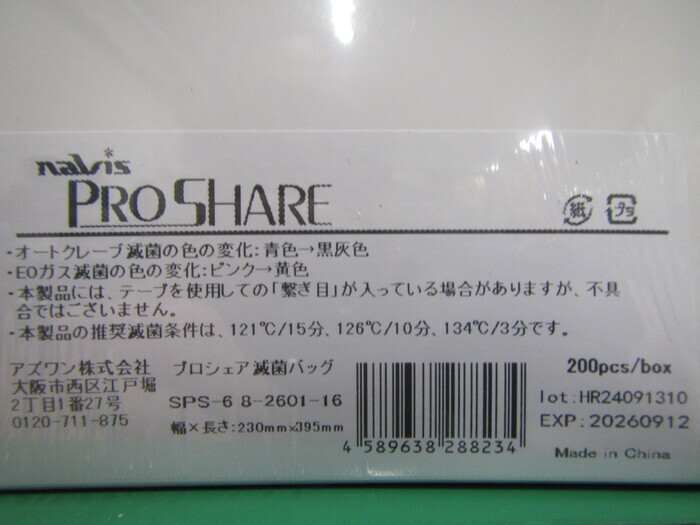 navis
PRO SHARE
紙 プラ
・オートクレーブ滅菌の色の変化:青色→黒灰色
・EOガス滅菌の色の変化:ピンク→黄色
・本製品には、テープを使用しての「繋ぎ目」が入っている場合がありますが、不具
合ではございません。
・本製品の推奨滅菌条件は、121℃/15分、126℃/10分、134℃/3分です。
アズワン株式会社 プロシェア滅菌バッグ
大阪市西区江戸堀
2丁目1番27号
0120-711-875
SPS-6 8-2601-16
幅×長さ:230mm×395mm
4 589638 288234
200pcs/box
lot:HR24091310
EXP:20260912
Made in China